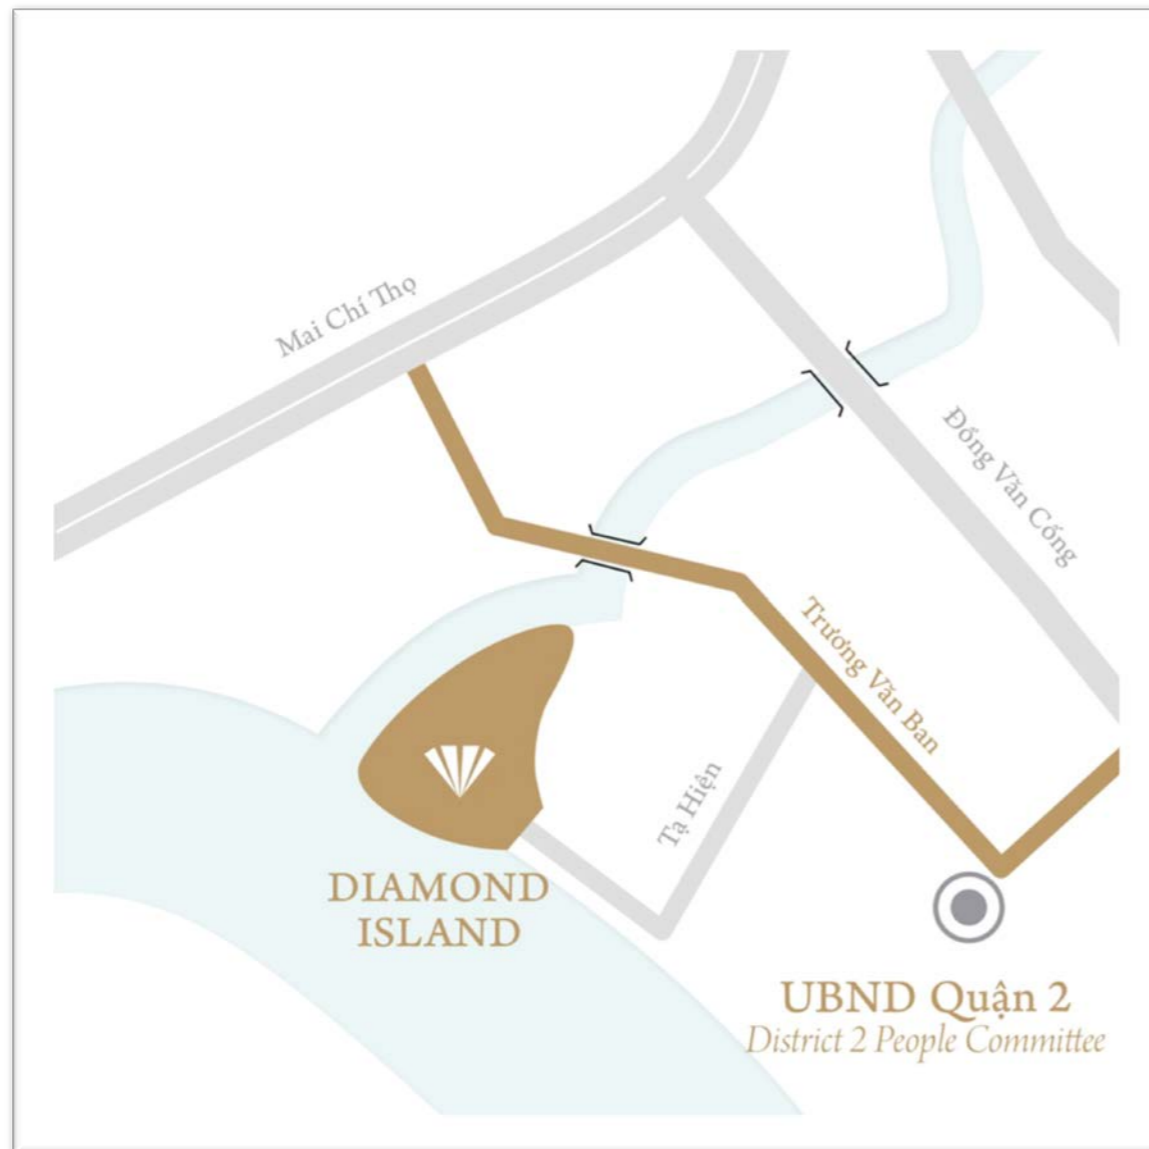 Mai Chí Thọ
Đồng Văn Cống
Trương Văn Bang
Tạ Hiện
DIAMOND
ISLAND
UBND Quận 2
District 2 People Committee